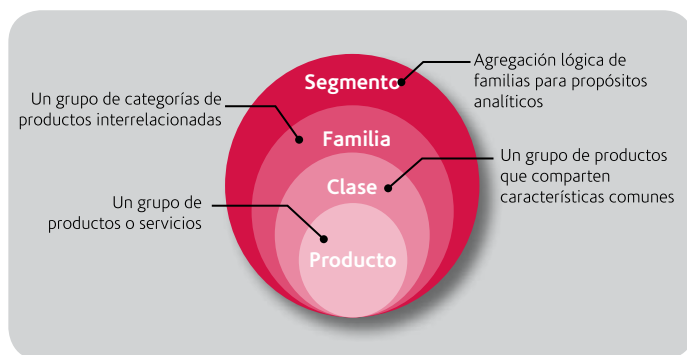 Segmento
Agregación lógica de
familias para propósitos
analíticos
Un grupo de categorías de
productos interrelacionadas
Familia
Un grupo de productos
que comparten
características comunes
Clase
Un grupo de
productos o servicios
Producto